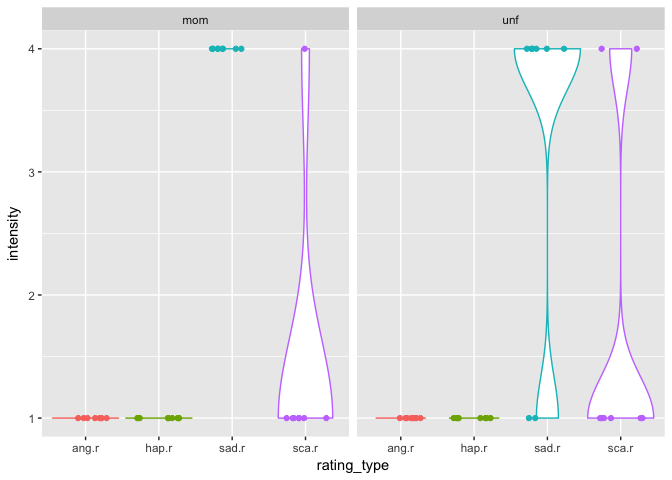 mom
unf
4
3
2
1
intensity
ang.r
hap.r
sad.r
sca.r
ang.r
hap.r
sad.r
sca.r
rating_type